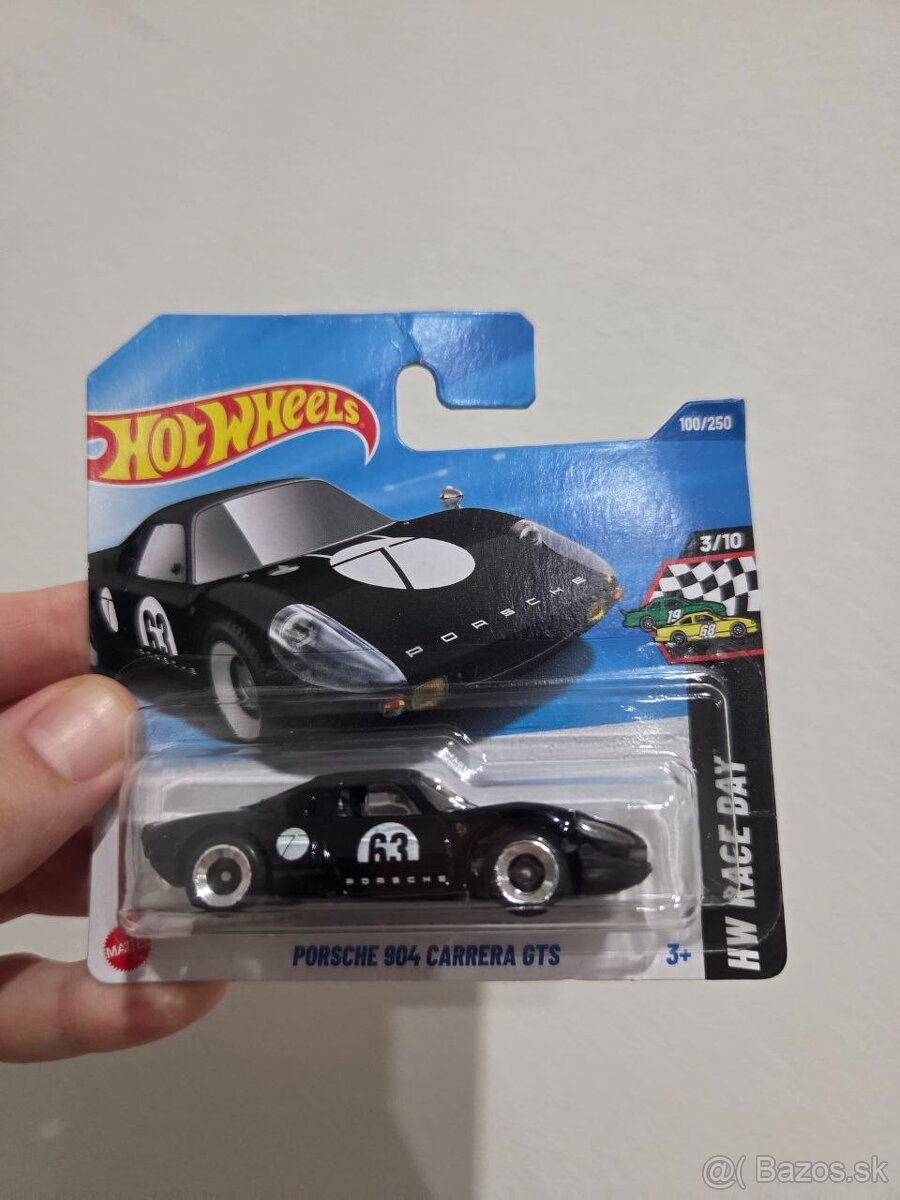 HOT WHEELS
100/250
3/10
19
68
63
PORSCHE
63
PORSCHE
HW RACE DAY
MATTEL
PORSCHE 904 CARRERA GTS
3+
@( Bazos.sk